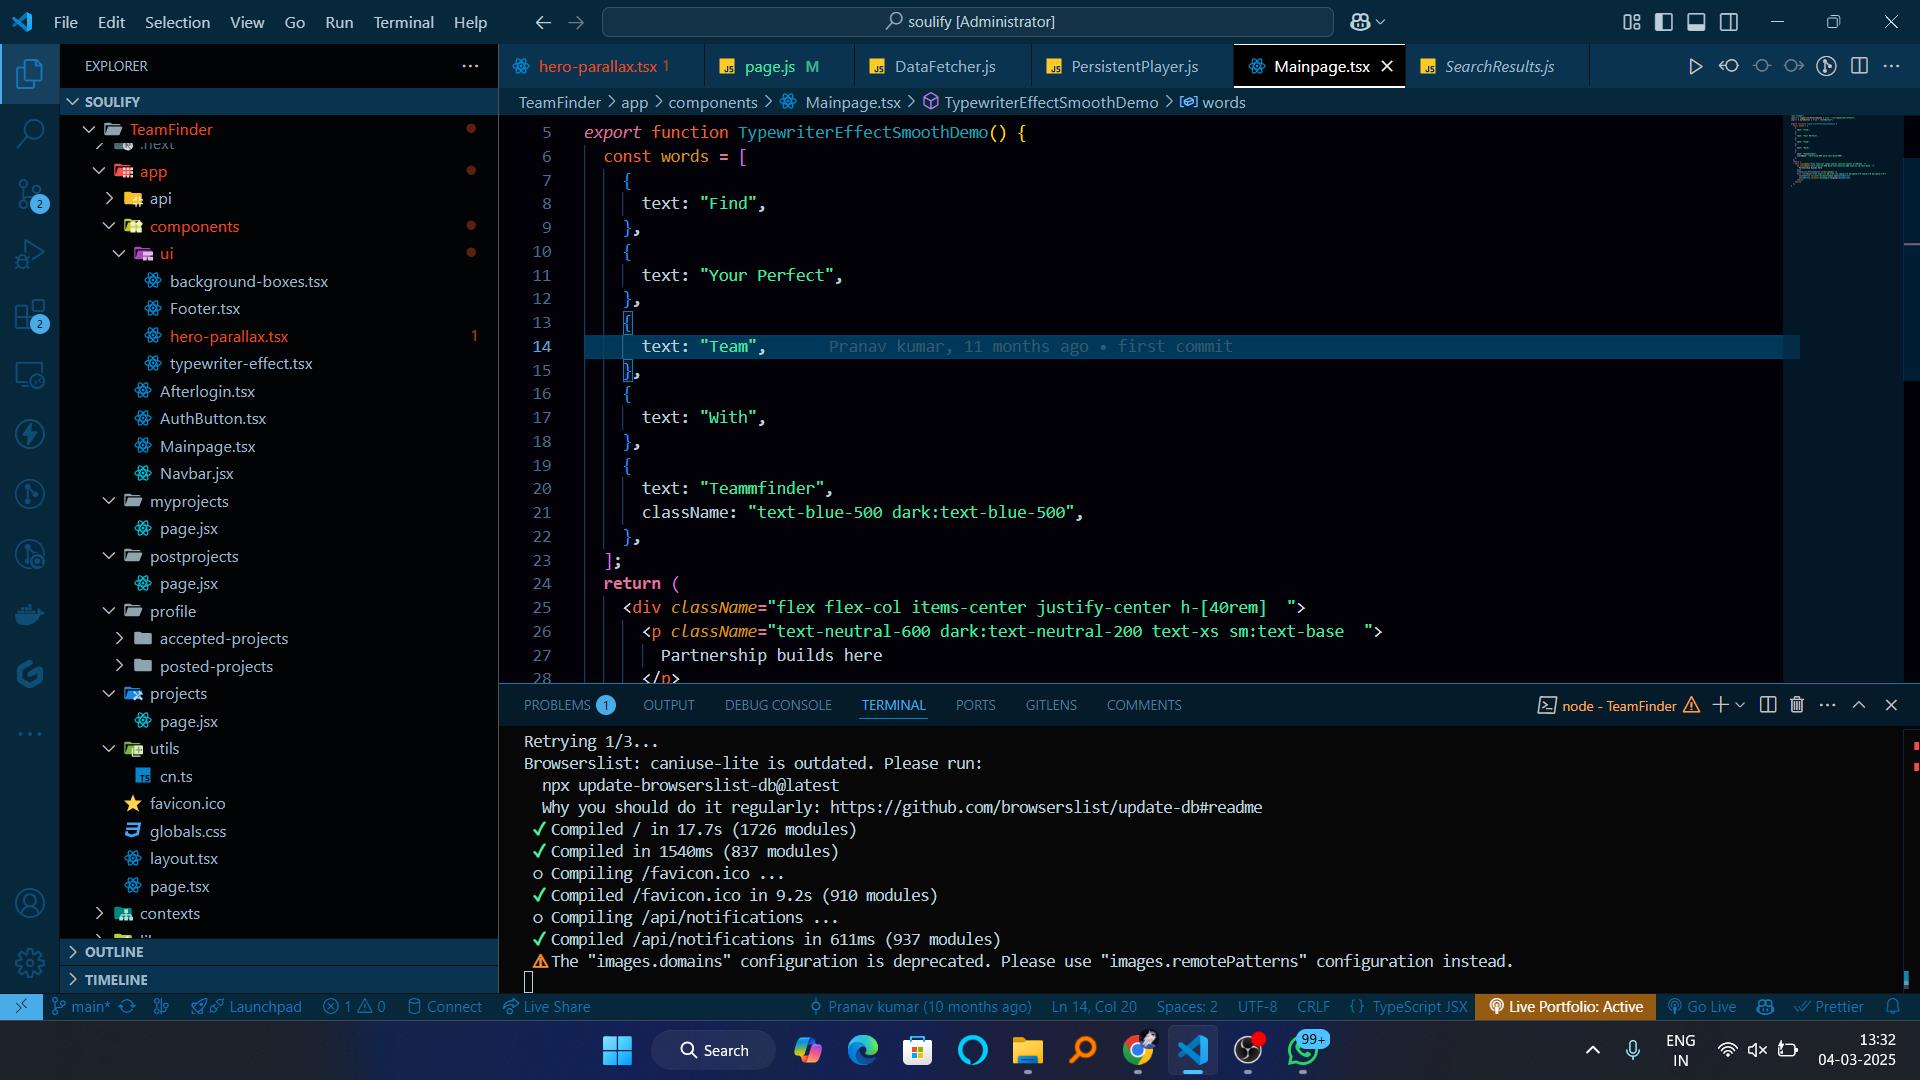 File Edit Selection View Go Run Terminal Help
soulify [Administrator]
EXPLORER
hero-parallax.tsx 1
page.js M
DataFetcher.js
PersistentPlayer.js
Mainpage.tsx
SearchResults.js
SOULIFY
TeamFinder > app > components > Mainpage.tsx > TypewriterEffectSmoothDemo > words
TeamFinder
.next
app
api
components
ui
background-boxes.tsx
Footer.tsx
hero-parallax.tsx 1
typewriter-effect.tsx
Afterlogin.tsx
AuthButton.tsx
Mainpage.tsx
Navbar.jsx
myprojects
page.jsx
postprojects
page.jsx
profile
accepted-projects
posted-projects
projects
page.jsx
utils
cn.ts
favicon.ico
globals.css
layout.tsx
page.tsx
contexts
OUTLINE
TIMELINE
2
2
5 export function TypewriterEffectSmoothDemo() {
6 const words = [
7 {
8 text: "Find",
9 },
10 {
11 text: "Your Perfect",
12 },
13 {
14 text: "Team", Pranav kumar, 11 months ago • first commit
15 },
16 {
17 text: "With",
18 },
19 {
20 text: "Teammfinder",
21 className: "text-blue-500 dark:text-blue-500",
22 },
23 ];
24 return (
25 <div className="flex flex-col items-center justify-center h-[40rem]  ">
26 <p className="text-neutral-600 dark:text-neutral-200 text-xs sm:text-base  ">
27 Partnership builds here
28 </p>
PROBLEMS 1 OUTPUT DEBUG CONSOLE TERMINAL PORTS GITLENS COMMENTS
node - TeamFinder
Retrying 1/3...
Browserslist: caniuse-lite is outdated. Please run:
npx update-browserslist-db@latest
Why you should do it regularly: https://github.com/browserslist/update-db#readme
✓ Compiled / in 17.7s (1726 modules)
✓ Compiled in 1540ms (837 modules)
○ Compiling /favicon.ico ...
✓ Compiled /favicon.ico in 9.2s (910 modules)
○ Compiling /api/notifications ...
✓ Compiled /api/notifications in 611ms (937 modules)
⚠ The "images.domains" configuration is deprecated. Please use "images.remotePatterns" configuration instead.
main* Launchpad 1 0 Connect Live Share Pranav kumar (10 months ago) Ln 14, Col 20 Spaces: 2 UTF-8 CRLF {} TypeScript JSX Live Portfolio: Active Go Live Prettier
Search
99+
ENG
IN
13:32
04-03-2025